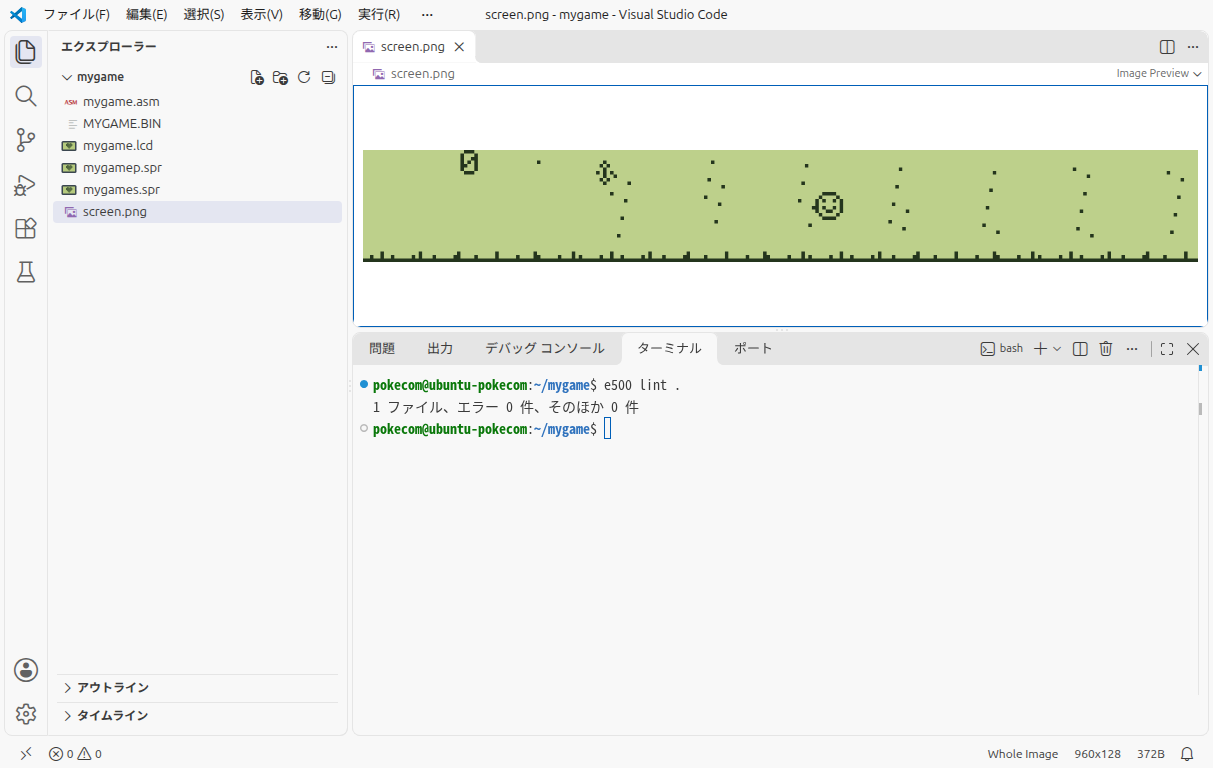 ファイル(F) 編集(E) 選択(S) 表示(V) 移動(G) 実行(R) ··· screen.png - mygame - Visual Studio Code
エクスプローラー
mygame
ASM mygame.asm
MYGAME.BIN
mygame.lcd
mygamep.spr
mygames.spr
screen.png
アウトライン
タイムライン
screen.png
screen.png
Image Preview
0
問題 出力 デバッグ コンソール ターミナル ポート
bash
pokecom@ubuntu-pokecom:~/mygame$ e500 lint .
1 ファイル、エラー 0 件、そのほか 0 件
pokecom@ubuntu-pokecom:~/mygame$
0 0
Whole Image 960x128 372B